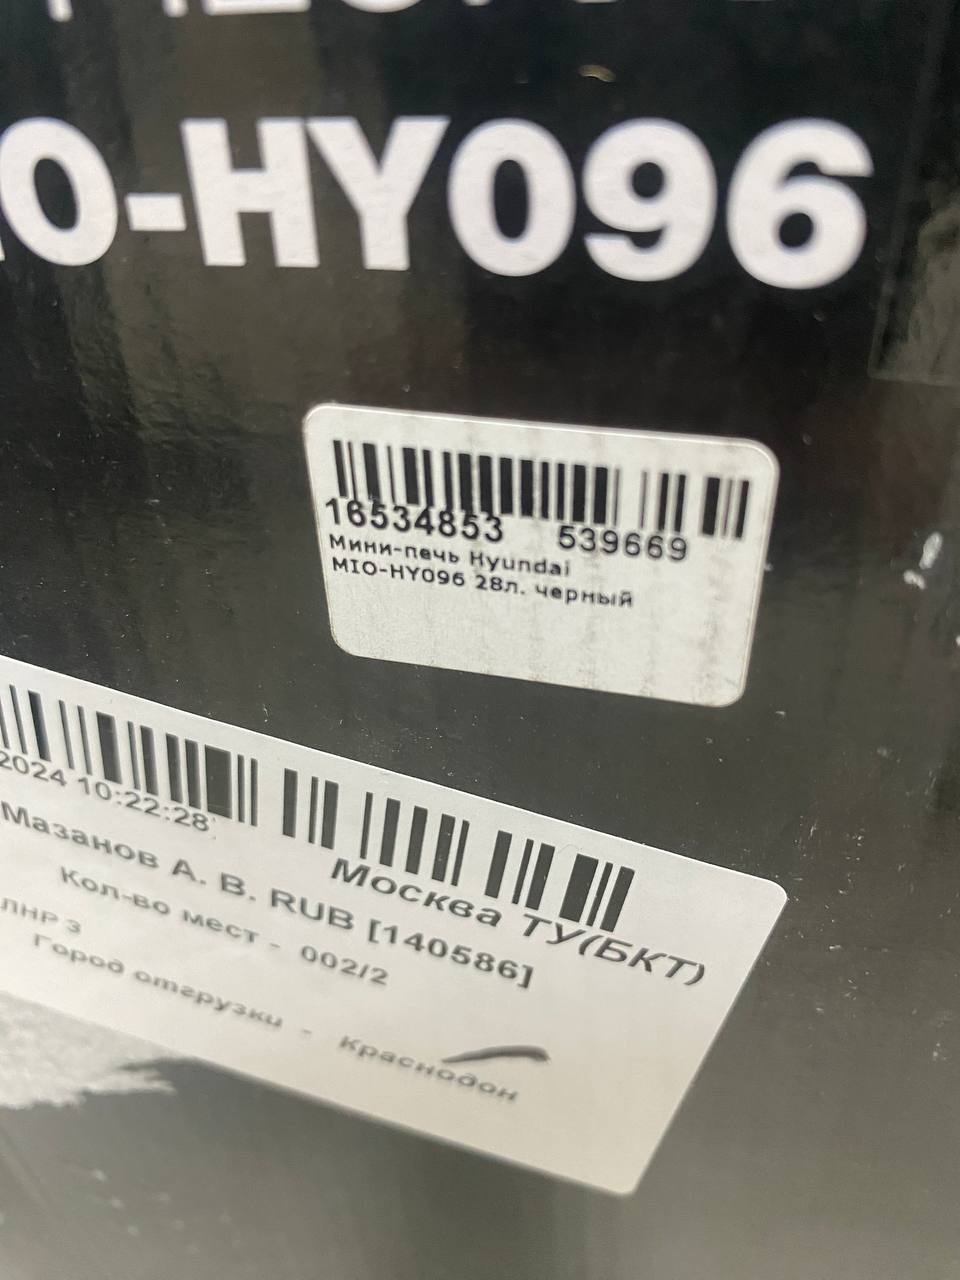 IO-HY096
16534853 539669
Мини-печь Hyundai
MIO-HY096 28л. черный
2024 10:22:28
Москва ТУ(БКТ)
Мазанов А. В. RUB [140586]
Кол-во мест - 002/2
ЛНР 3
Город отгрузки - Краснодон